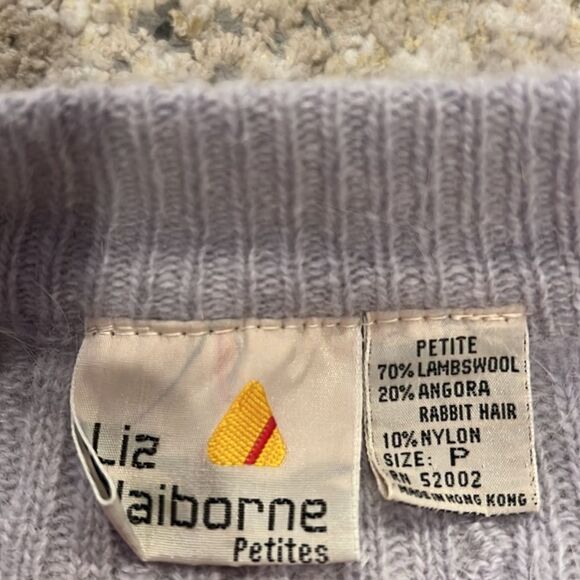 Liz
laiborne
Petites
PETITE
70% LAMBSWOOL
20% ANGORA
RABBIT HAIR
10% NYLON
SIZE: P
RN 52002
MADE IN HONG KONG